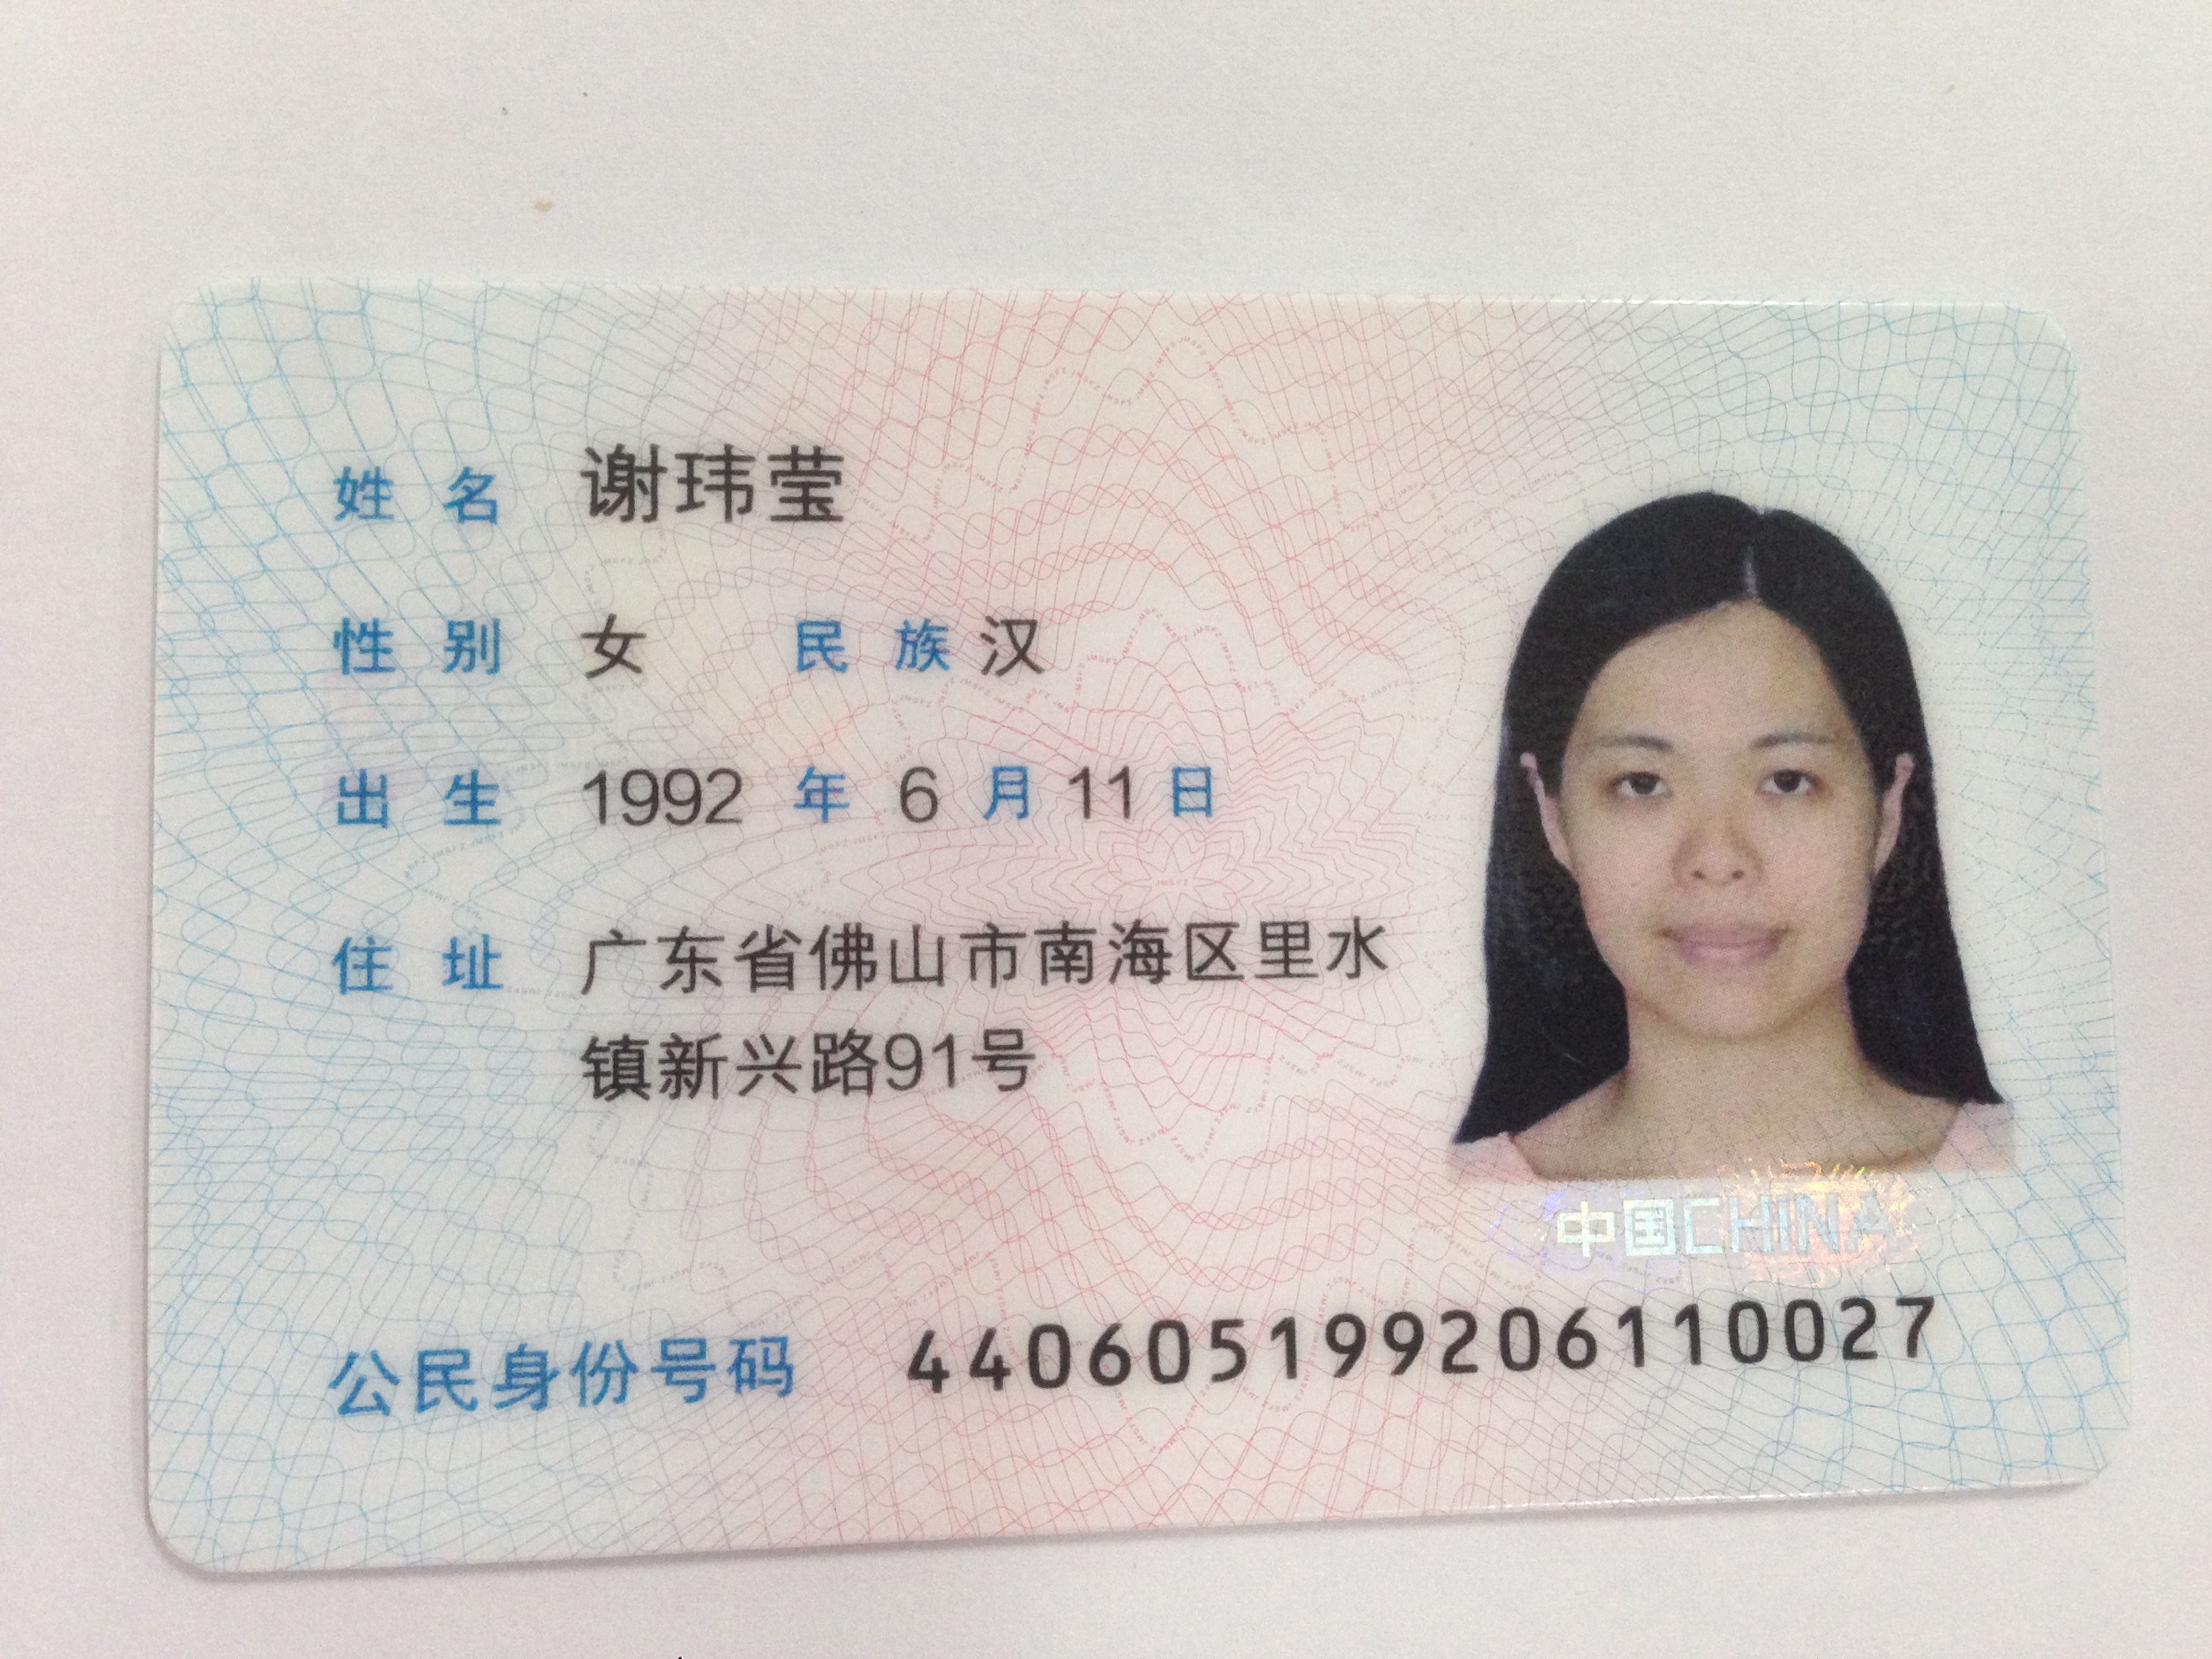 姓名 谢玮莹
性别 女 民族 汉
出生 1992 年 6 月 11 日
住址 广东省佛山市南海区里水
镇新兴路91号
中国CHINA
公民身份号码 440605199206110027